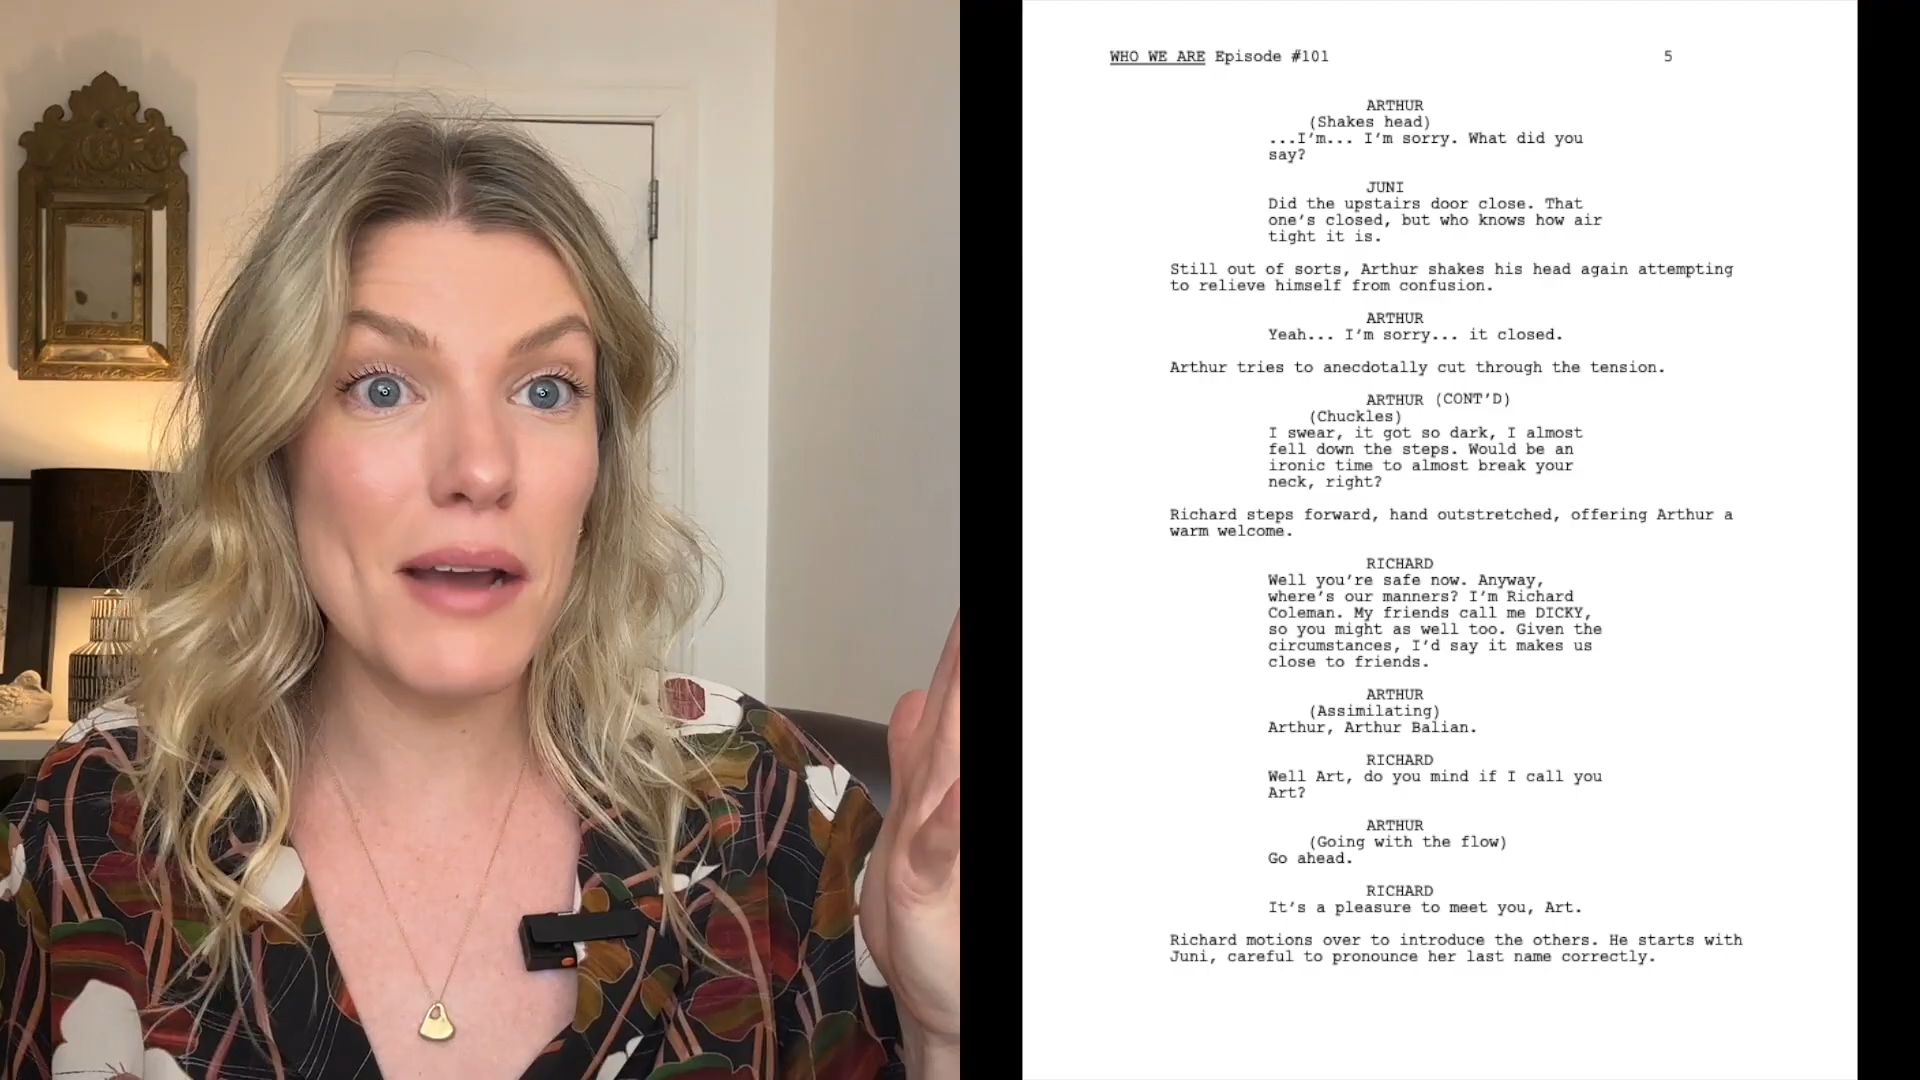 WHO WE ARE Episode #101 5
ARTHUR
(Shakes head)
...I'm... I'm sorry. What did you
say?
JUNI
Did the upstairs door close. That
one's closed, but who knows how air
tight it is.
Still out of sorts, Arthur shakes his head again attempting
to relieve himself from confusion.
ARTHUR
Yeah... I'm sorry... it closed.
Arthur tries to anecdotally cut through the tension.
ARTHUR (CONT'D)
(Chuckles)
I swear, it got so dark, I almost
fell down the steps. Would be an
ironic time to almost break your
neck, right?
Richard steps forward, hand outstretched, offering Arthur a
warm welcome.
RICHARD
Well you're safe now. Anyway,
where's our manners? I'm Richard
Coleman. My friends call me DICKY,
so you might as well too. Given the
circumstances, I'd say it makes us
close to friends.
ARTHUR
(Assimilating)
Arthur, Arthur Balian.
RICHARD
Well Art, do you mind if I call you
Art?
ARTHUR
(Going with the flow)
Go ahead.
RICHARD
It's a pleasure to meet you, Art.
Richard motions over to introduce the others. He starts with
Juni, careful to pronounce her last name correctly.